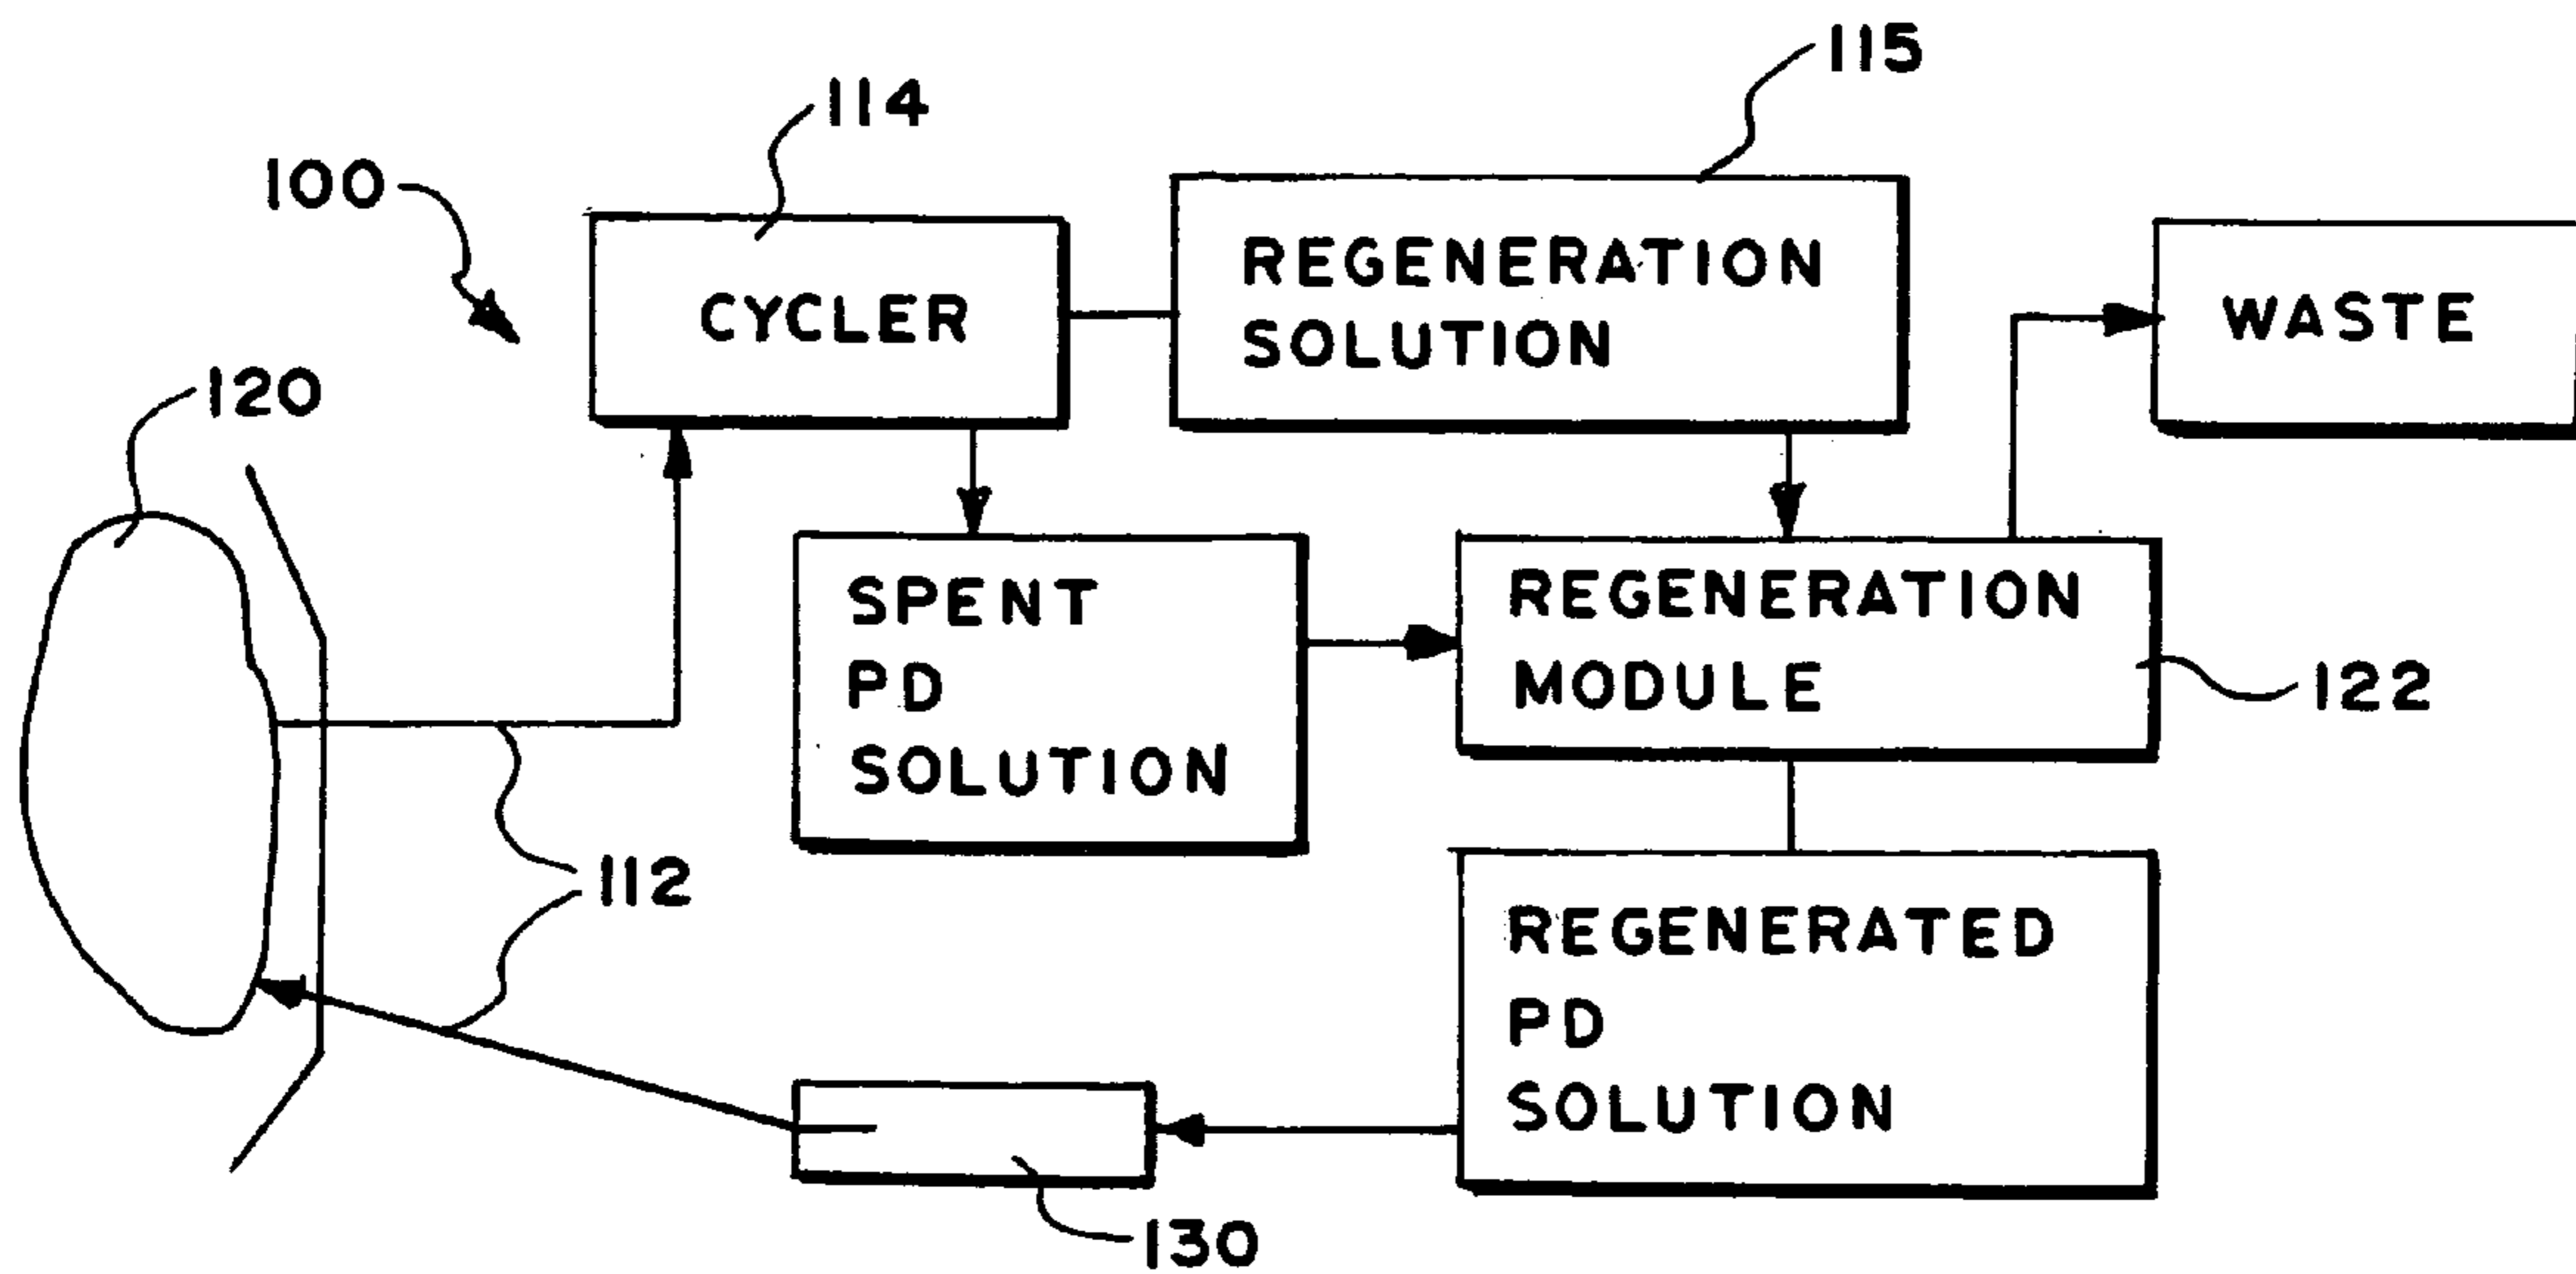 115
114
100
CYCLER
REGENERATION
SOLUTION
WASTE
120
SPENT
PD
SOLUTION
REGENERATION
MODULE
122
112
REGENERATED
PD
SOLUTION
130